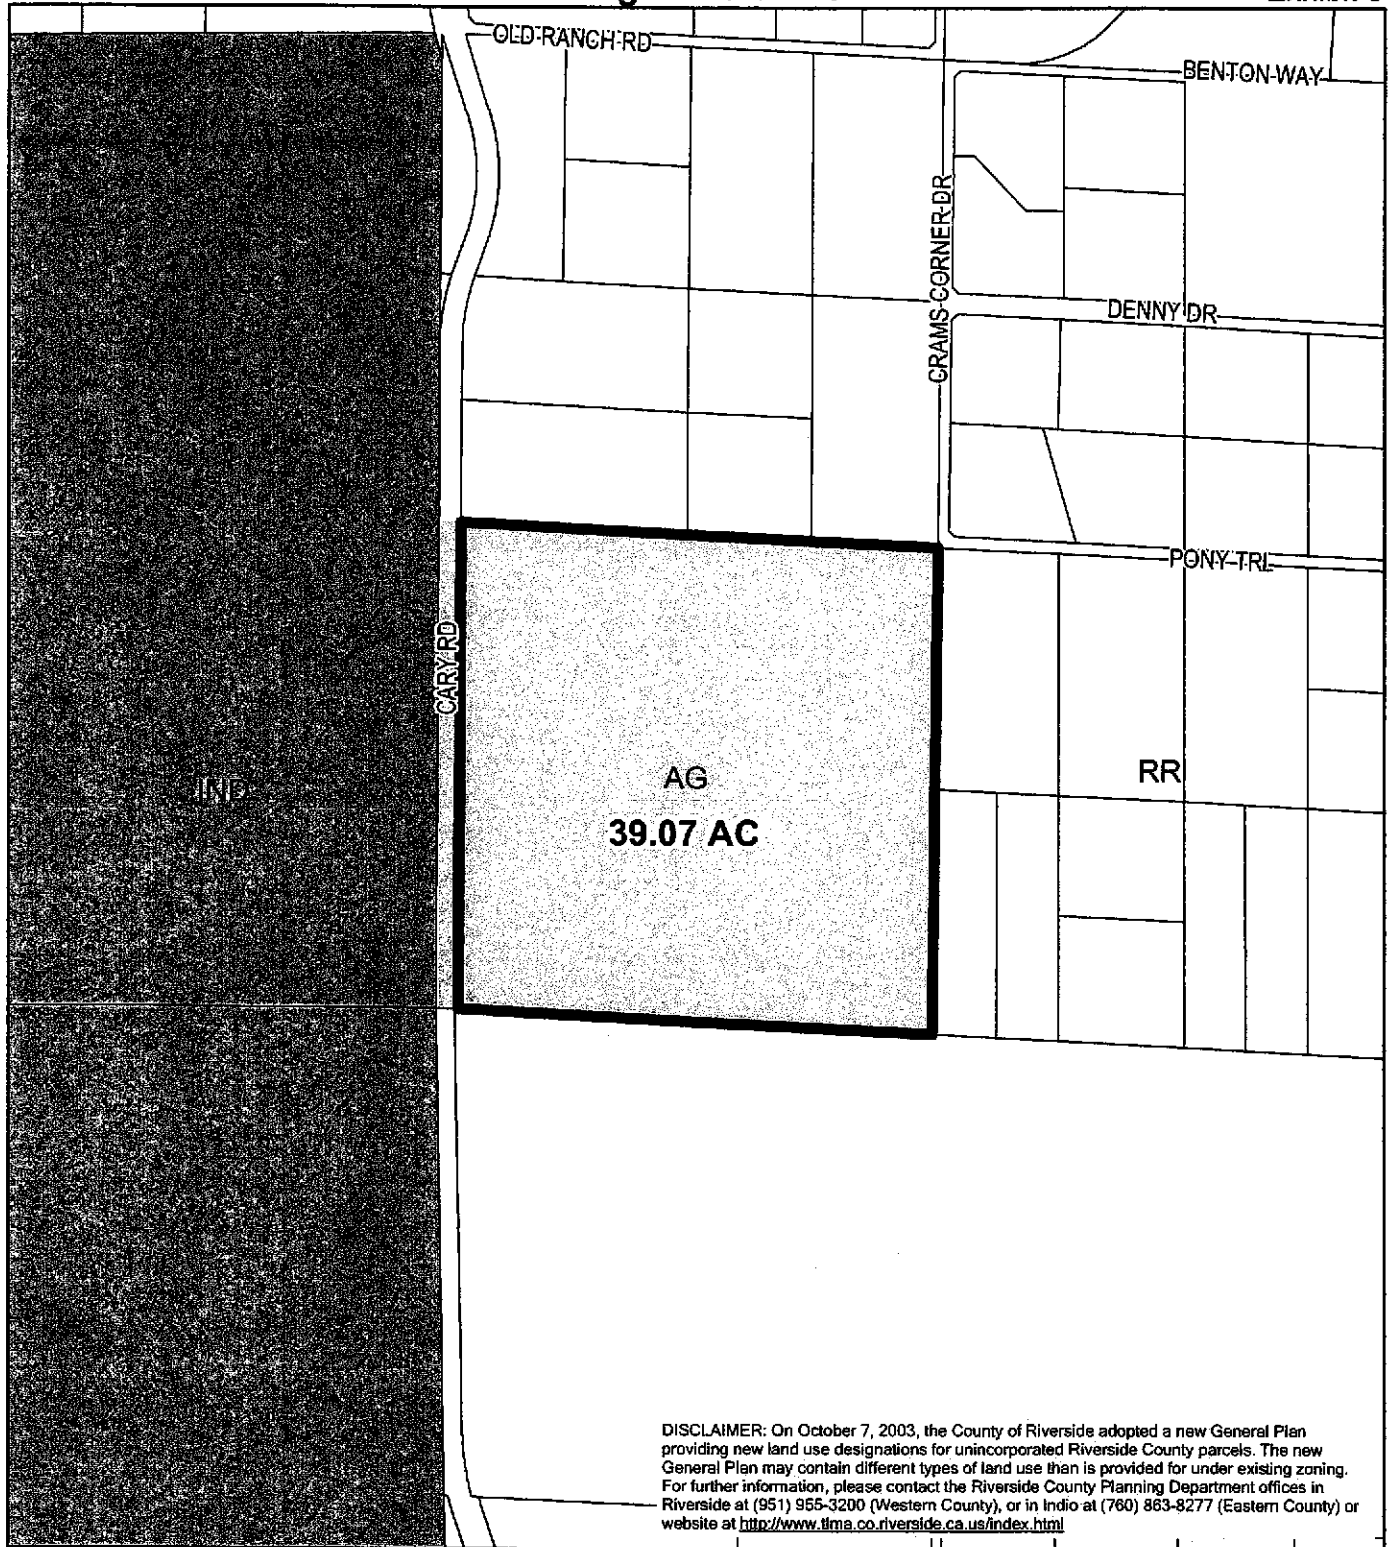 OLD RANCH RD
BENTON WAY
CRAMS CORNER DR
DENNY DR
PONY TRL
CARY RD
IND
AG
39.07 AC
RR
DISCLAIMER: On October 7, 2003, the County of Riverside adopted a new General Plan
providing new land use designations for unincorporated Riverside County parcels. The new
General Plan may contain different types of land use than is provided for under existing zoning.
For further information, please contact the Riverside County Planning Department offices in
Riverside at (951) 955-3200 (Western County), or in Indio at (760) 863-8277 (Eastern County) or
website at http://www.tlma.co.riverside.ca.us/index.html